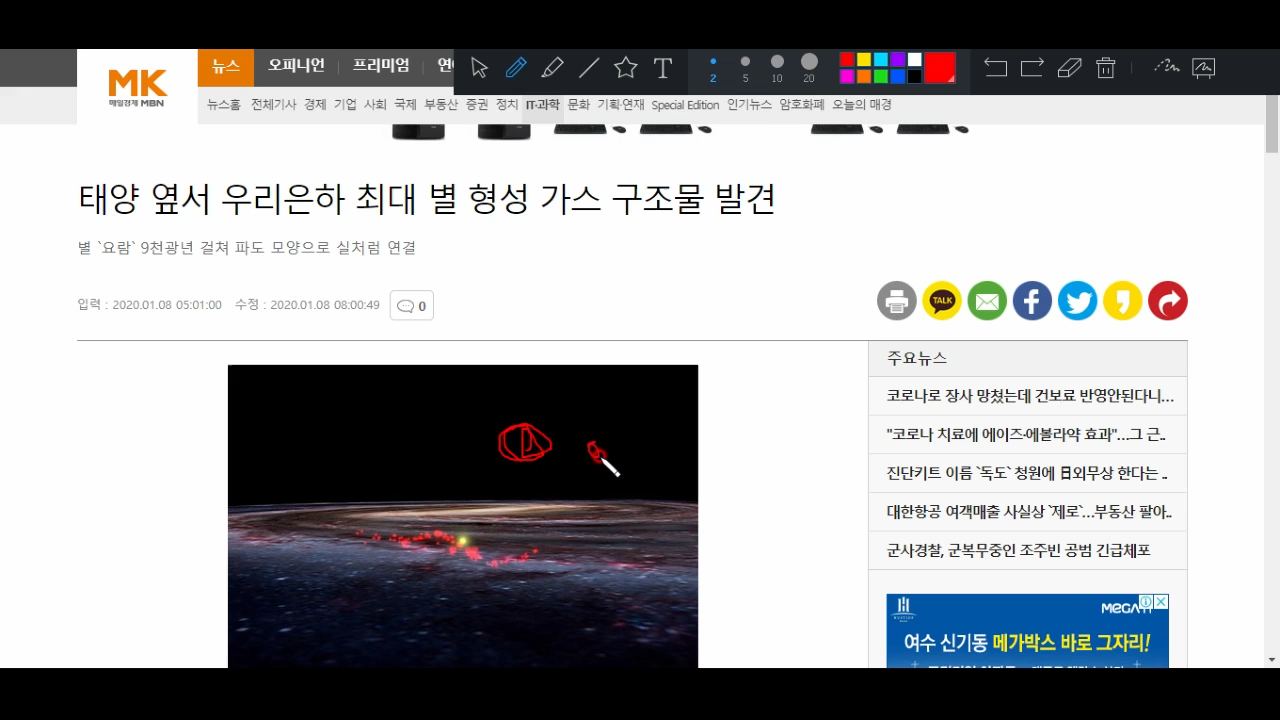 MK
매일경제 MBN
뉴스 오피니언 프리미엄
T
2 5 10 20
뉴스홈 전체기사 경제 기업 사회 국제 부동산 증권 정치 IT·과학 문화 기획·연재 Special Edition 인기뉴스 암호화폐 오늘의 매경
태양 옆서 우리은하 최대 별 형성 가스 구조물 발견
별 `요람` 9천광년 걸쳐 파도 모양으로 실처럼 연결
입력 : 2020.01.08 05:01:00 수정 : 2020.01.08 08:00:49 0
TALK
주요뉴스
코로나로 장사 망쳤는데 건보료 반영안된다니...
"코로나 치료에 에이즈·에볼라약 효과"...그 근..
진단키트 이름 `독도` 청원에 日외무상 한다는 ..
대한항공 여객매출 사실상 `제로`...부동산 팔아..
군사경찰, 군복무중인 조주빈 공범 긴급체포
여수 신기동 메가박스 바로 그자리!